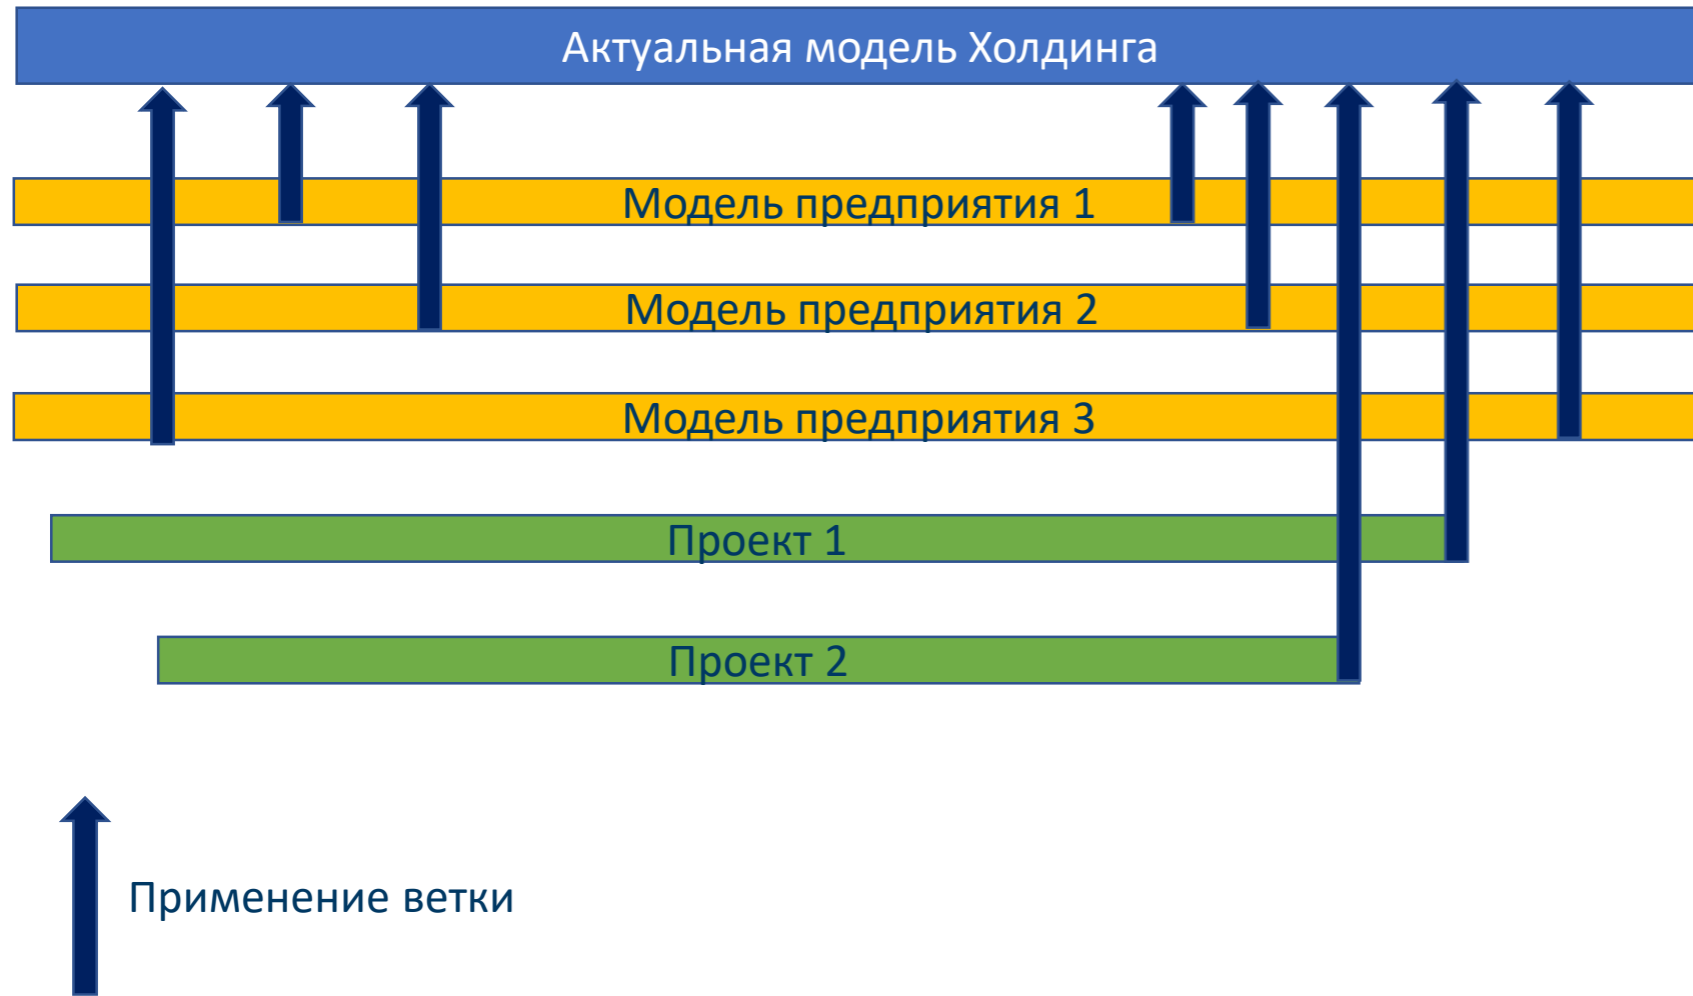 Актуальная модель Холдинга
Модель предприятия 1
Модель предприятия 2
Модель предприятия 3
Проект 1
Проект 2
Применение ветки